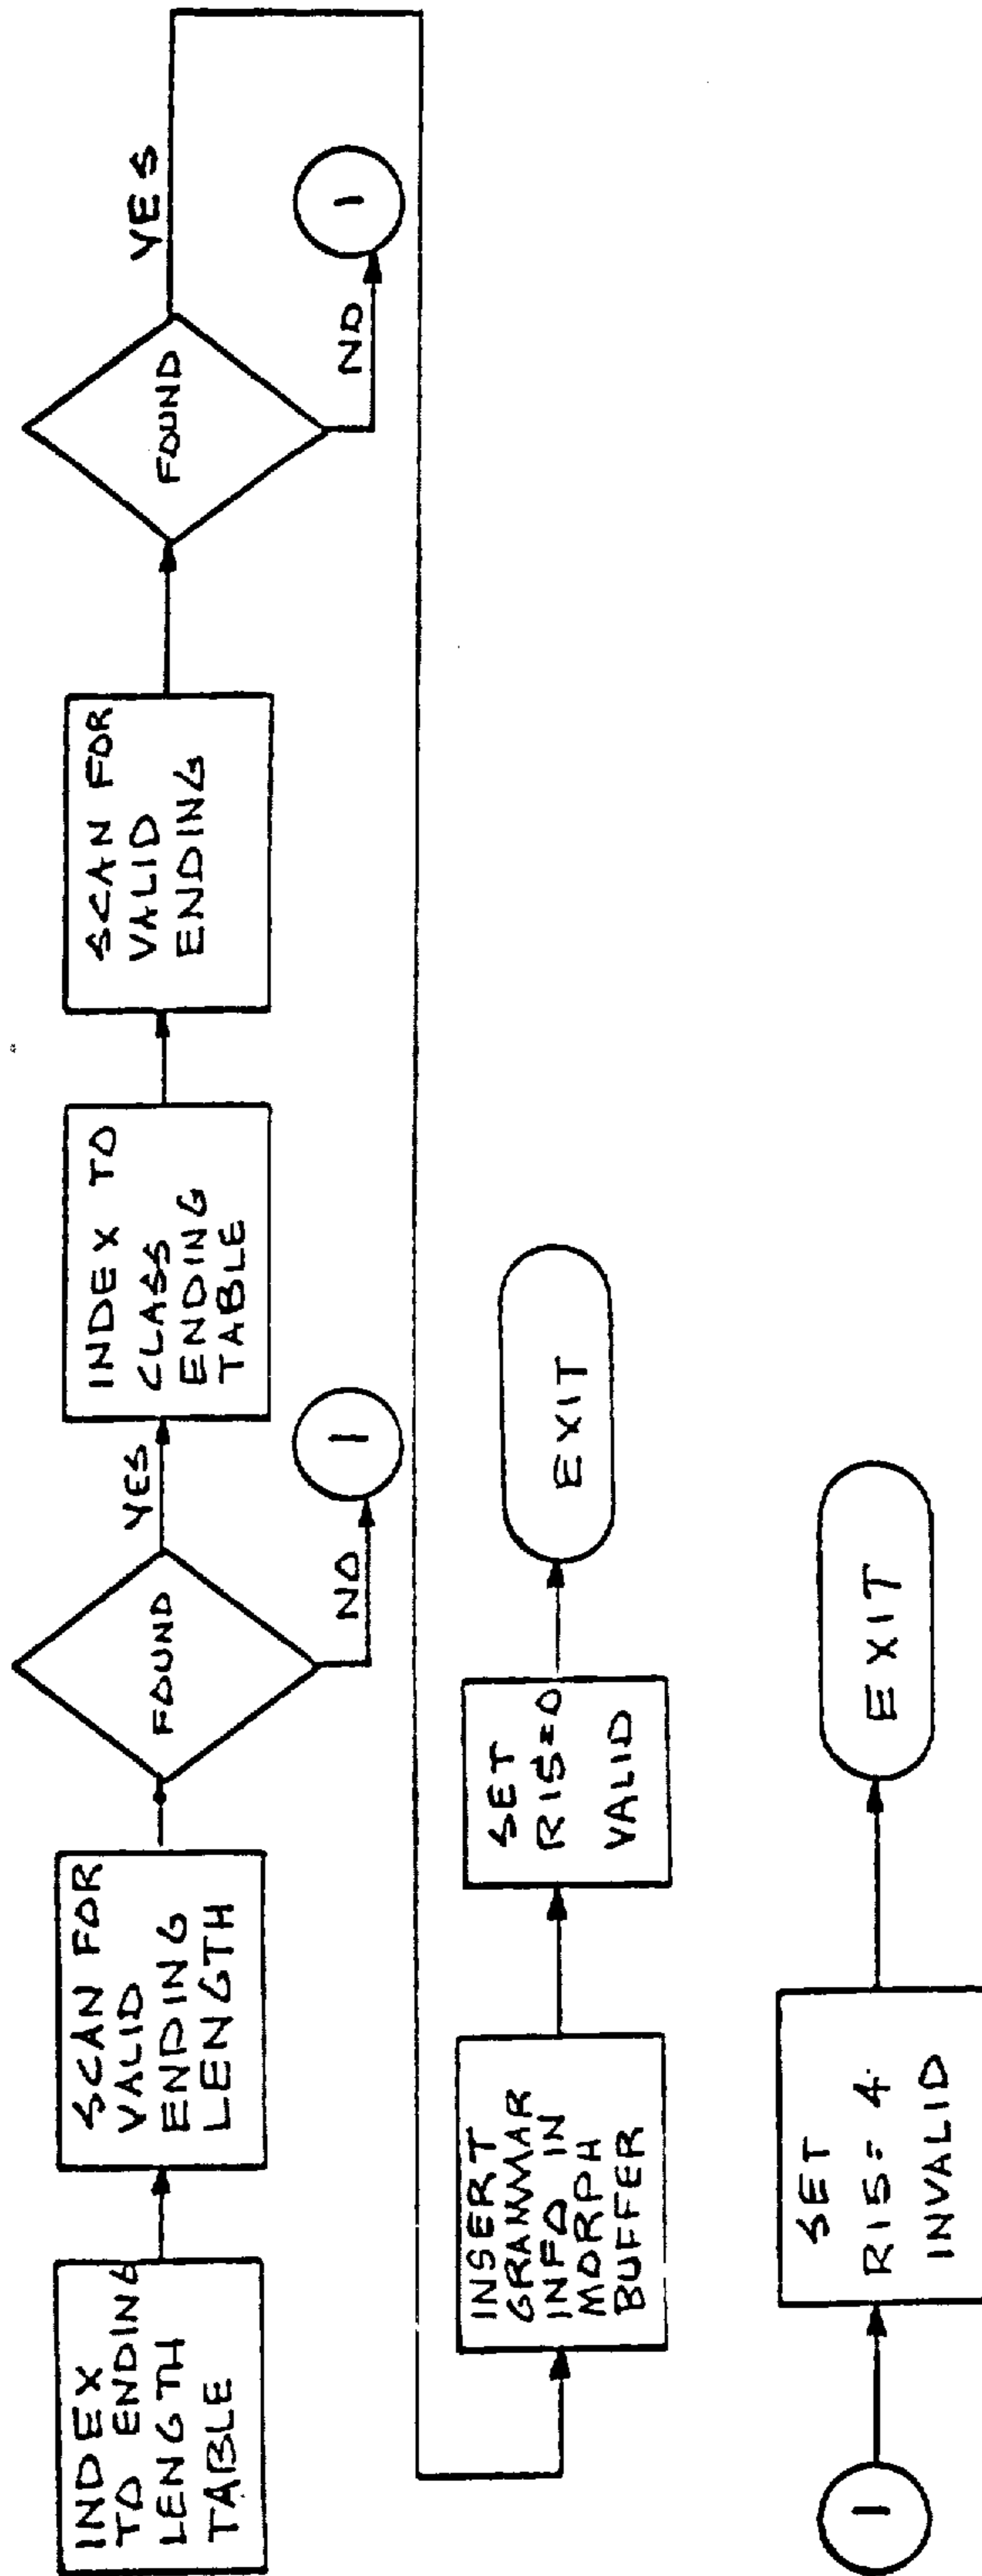 INDEX
TO ENDING
LENGTH
TABLE
SCAN FOR
VALID
ENDING
LENGTH
FOUND
YES
NO
1
INDEX TO
CLASS
ENDING
TABLE
SCAN FOR
VALID
ENDING
FOUND
YES
NO
1
INSERT
GRAMMAR
INFO IN
MORPH
BUFFER
SET
R15=0
VALID
EXIT
1
SET
R15=4
INVALID
EXIT